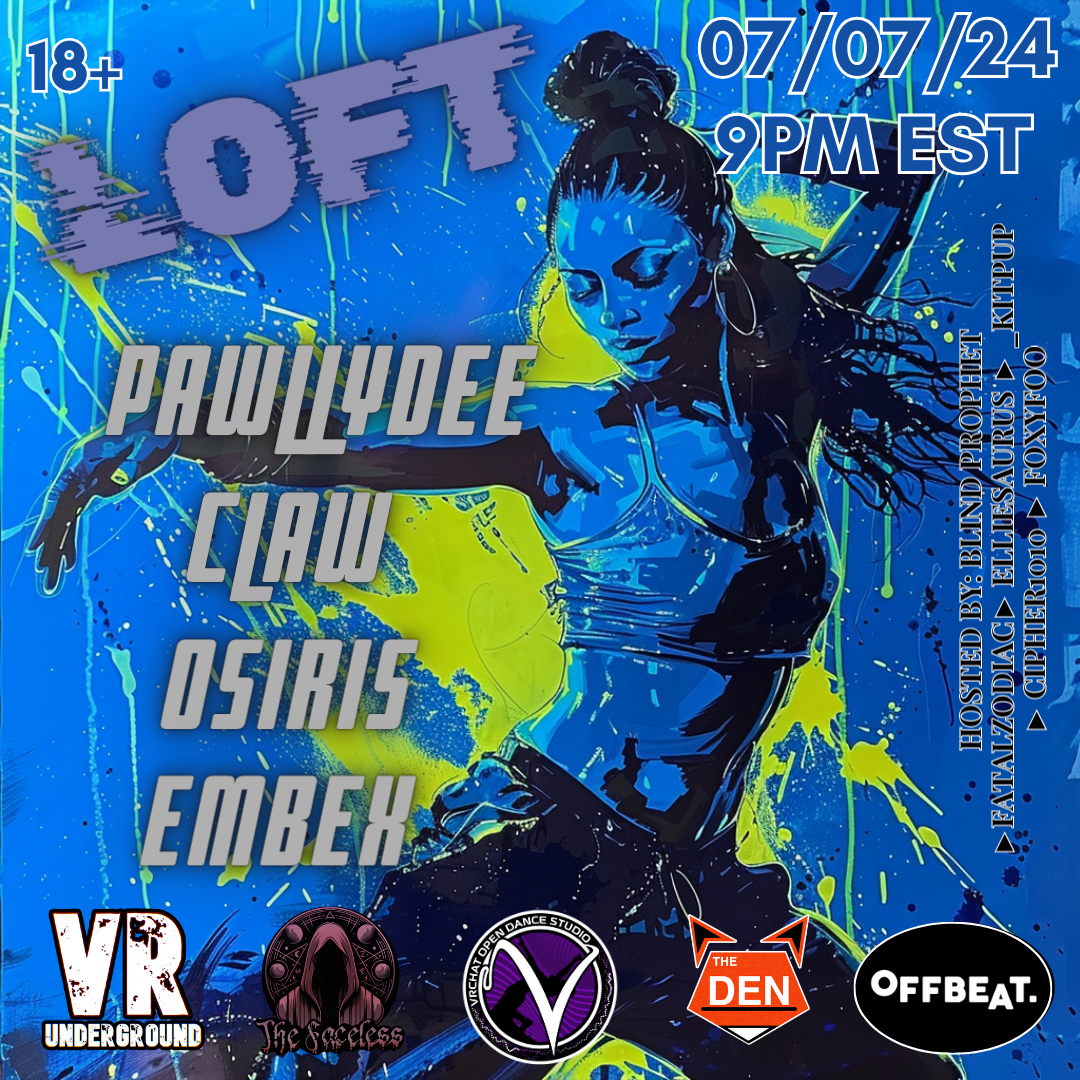 18+
LOFT
07/07/24
9PM EST
PAWLLYDEE
CLAW
OSIRIS
EMBEX
HOSTED BY: BLIND PROPHET
►FATALZODIAC► ELLIESAURUS ► _KITPUP
► CIPHER1010 ► FOXYFOO
VR
UNDERGROUND
The Faceless
VRCHAT OPEN DANCE STUDIO
THE
DEN
OFFBEAT.